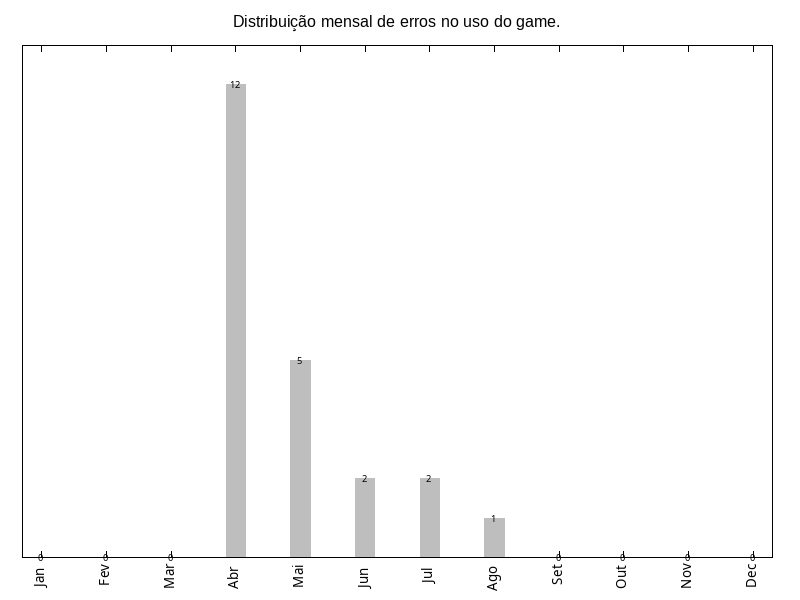 Distribuição mensal de erros no uso do game.
12
5
2 2
1
0 0 0 0 0 0 0
Jan Fev Mar Abr Mai Jun Jul Ago Set Out Nov Dec